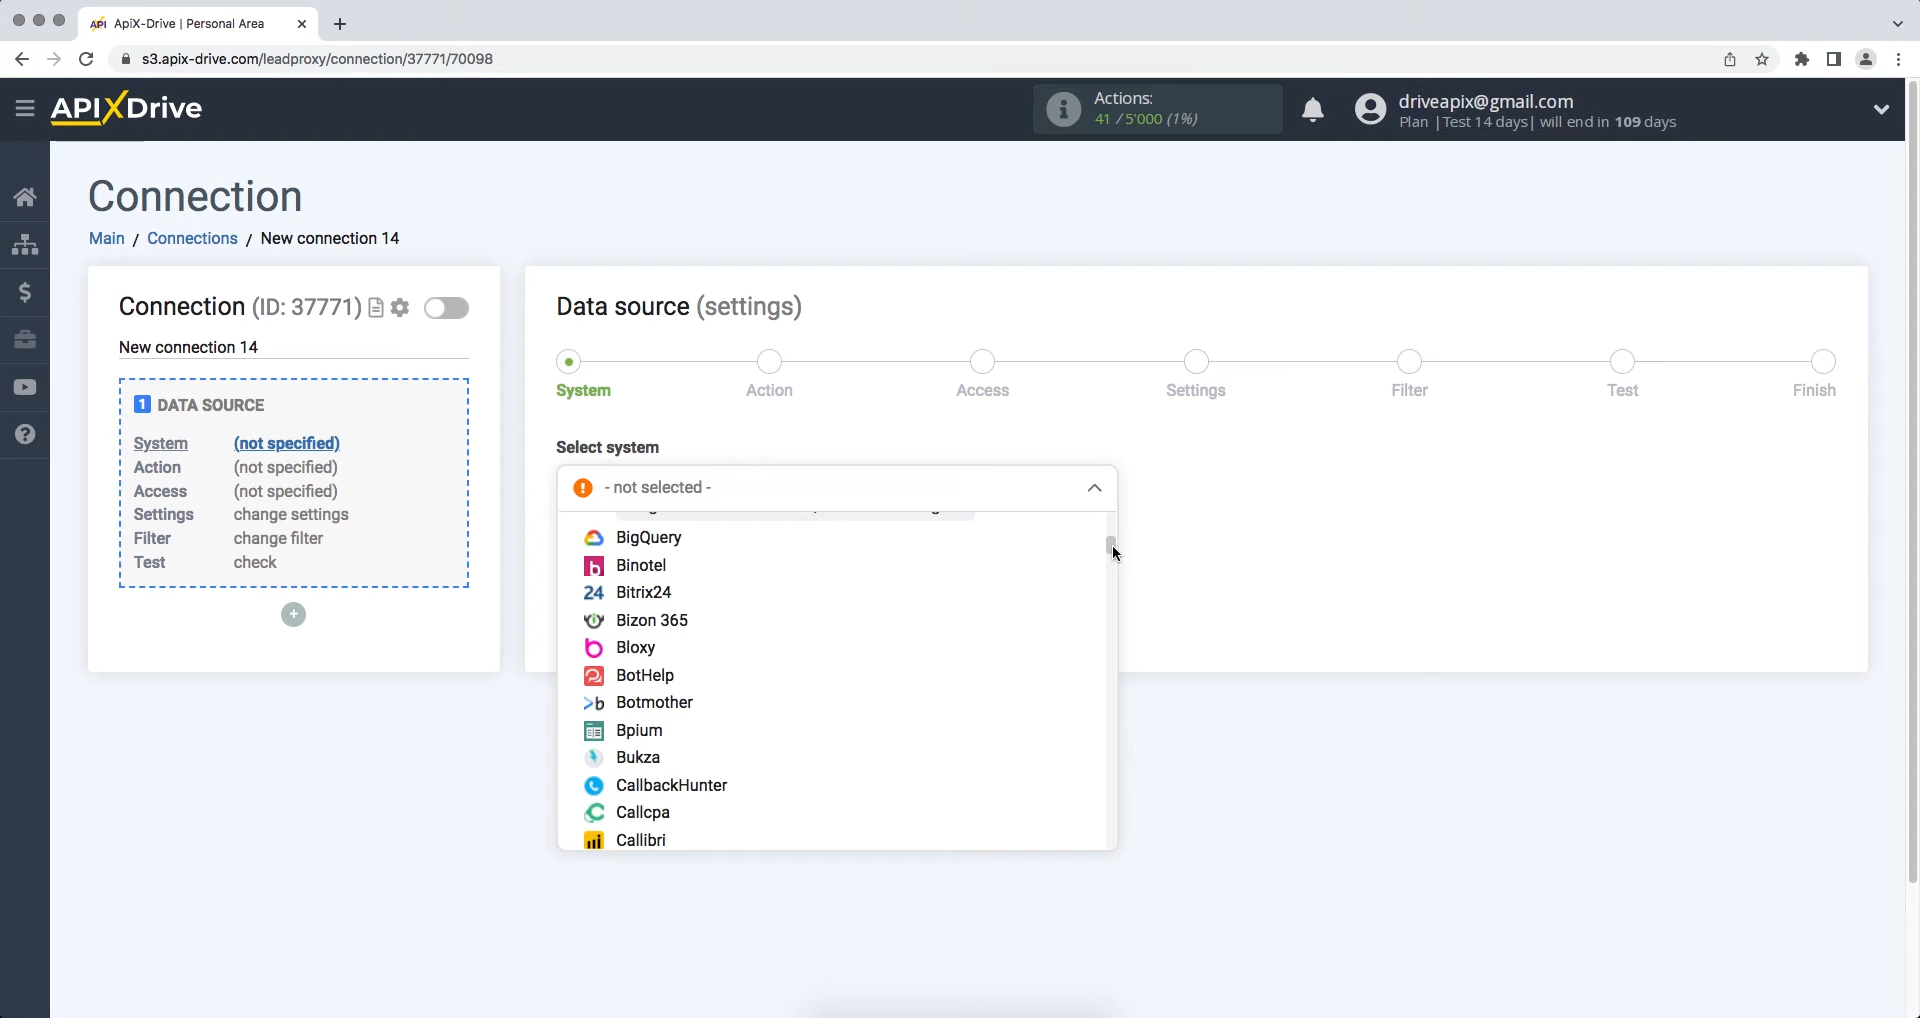 API ApiX-Drive | Personal Area
s3.apix-drive.com/leadproxy/connection/37771/70098
APIXDrive
Actions:
41 / 5'000 (1%)
driveapix@gmail.com
Plan |Test 14 days| will end in 109 days
Connection
Main / Connections / New connection 14
Connection (ID: 37771)
New connection 14
1 DATA SOURCE
System (not specified)
Action (not specified)
Access (not specified)
Settings change settings
Filter change filter
Test check
Data source (settings)
System Action Access Settings Filter Test Finish
Select system
- not selected -
BigQuery
Binotel
24 Bitrix24
Bizon 365
Bloxy
BotHelp
>b Botmother
Bpium
Bukza
CallbackHunter
Callcpa
Callibri